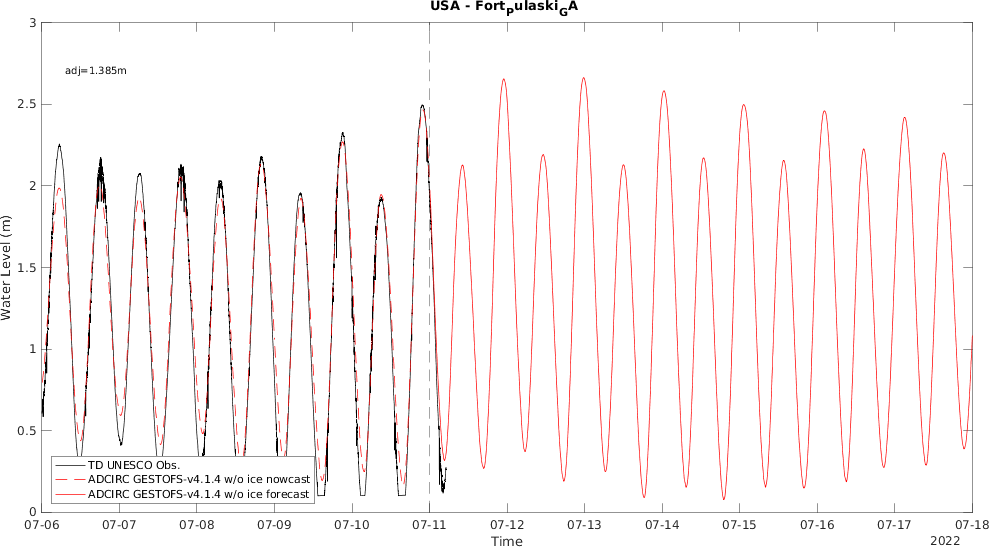 USA - FortPulaskiGA
adj=1.385m
Water Level (m)
3
2.5
2
1.5
1
0.5
0
TD UNESCO Obs.
ADCIRC GESTOFS-v4.1.4 w/o ice nowcast
ADCIRC GESTOFS-v4.1.4 w/o ice forecast
07-06 07-07 07-08 07-09 07-10 07-11 07-12 07-13 07-14 07-15 07-16 07-17 07-18
Time
2022